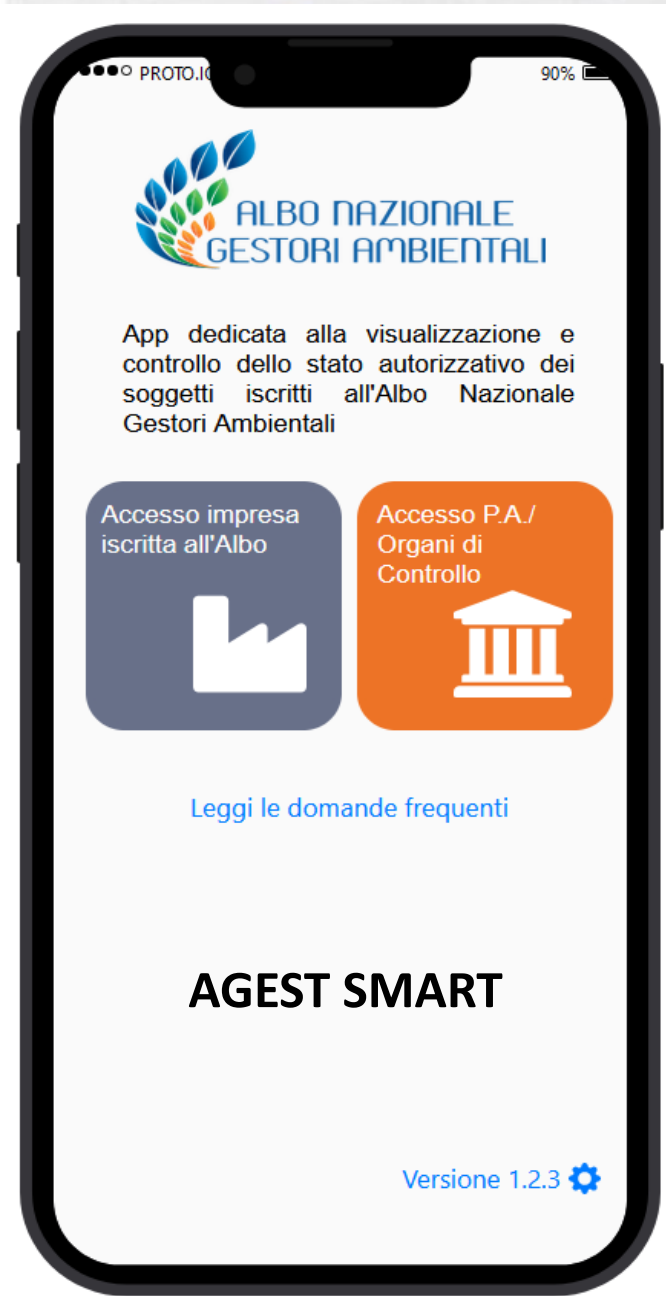 PROTO.IO
90%
ALBO NAZIONALE
GESTORI AMBIENTALI
App dedicata alla visualizzazione e
controllo dello stato autorizzativo dei
soggetti iscritti all'Albo Nazionale
Gestori Ambientali
Accesso impresa
iscritta all'Albo
Accesso P.A./
Organi di
Controllo
Leggi le domande frequenti
AGEST SMART
Versione 1.2.3